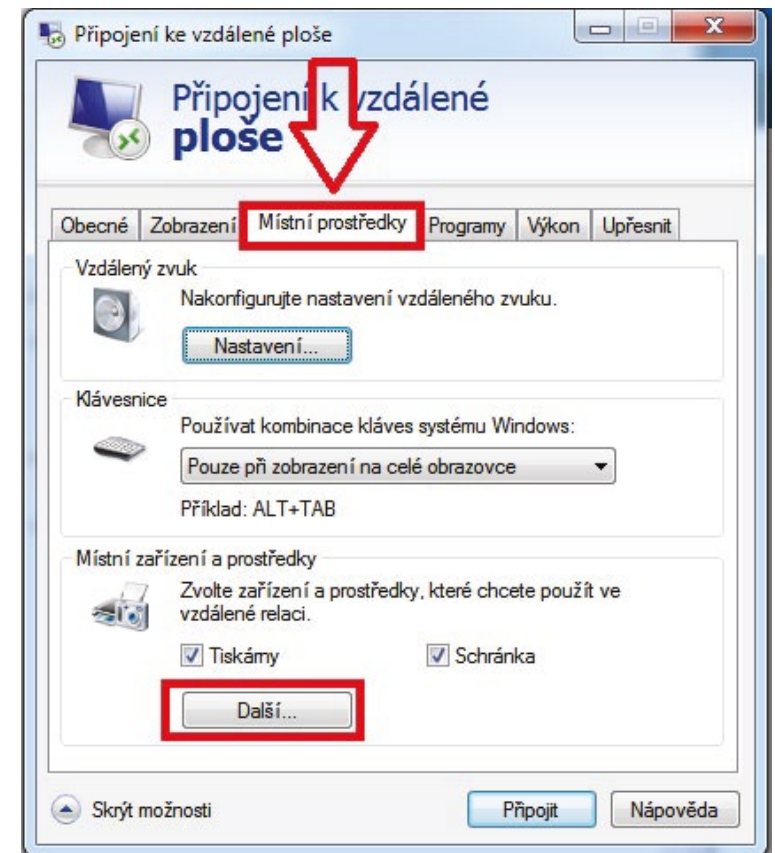 Připojení ke vzdálené ploše
Připojení k vzdálené
ploše
Obecné Zobrazení Místní prostředky Programy Výkon Upřesnit
Vzdálený zvuk
Nakonfigurujte nastavení vzdáleného zvuku.
Nastavení...
Klávesnice
Používat kombinace kláves systému Windows:
Pouze při zobrazení na celé obrazovce
Příklad: ALT+TAB
Místní zařízení a prostředky
Zvolte zařízení a prostředky, které chcete použít ve
vzdálené relaci.
Tiskárny Schránka
Další...
Skrýt možnosti Připojit Nápověda